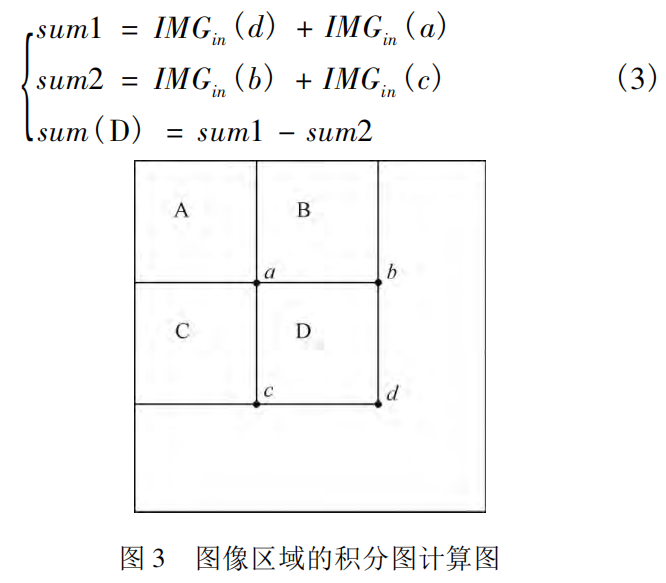 sum1 = IMG_in(d) + IMG_in(a)
sum2 = IMG_in(b) + IMG_in(c) (3)
sum(D) = sum1 - sum2
A B
a b
C D
c d
图 3 图像区域的积分图计算图